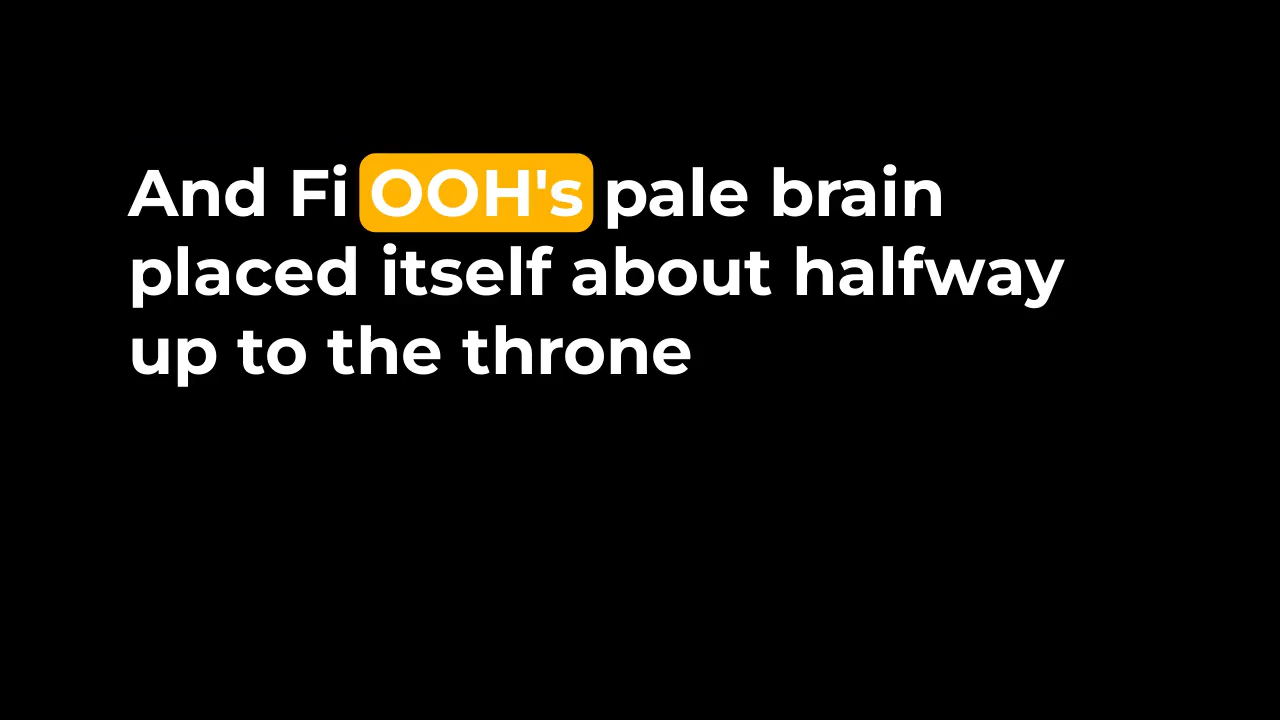 And Fi OOH's pale brain
placed itself about halfway
up to the throne